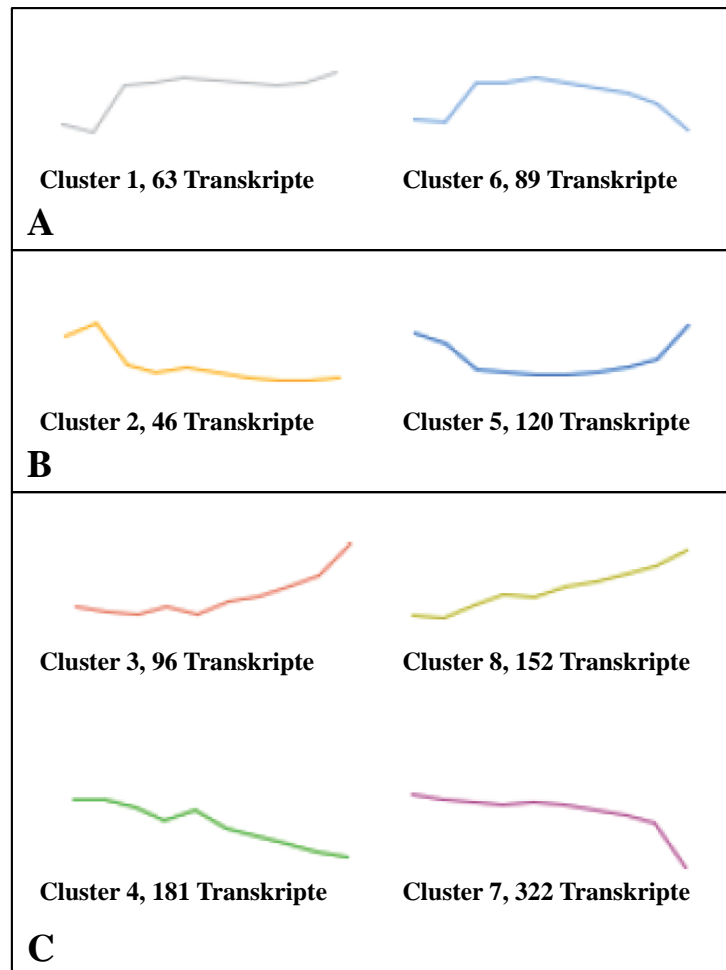 Cluster 1, 63 Transkripte
Cluster 6, 89 Transkripte
A
Cluster 2, 46 Transkripte
Cluster 5, 120 Transkripte
B
Cluster 3, 96 Transkripte
Cluster 8, 152 Transkripte
Cluster 4, 181 Transkripte
Cluster 7, 322 Transkripte
C